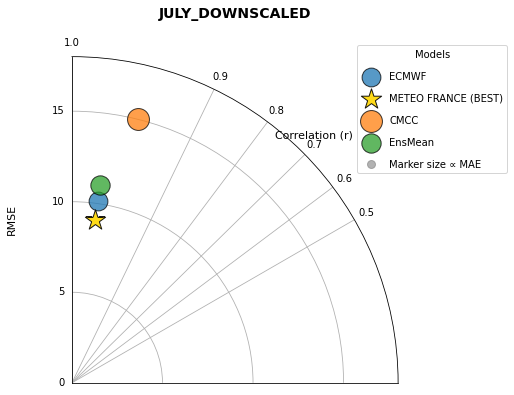 JULY_DOWNSCALED
1.0
0.9
0.8
0.7
0.6
0.5
Correlation (r)
15
10
5
0
RMSE
Models
ECMWF
METEO FRANCE (BEST)
CMCC
EnsMean
Marker size ∝ MAE